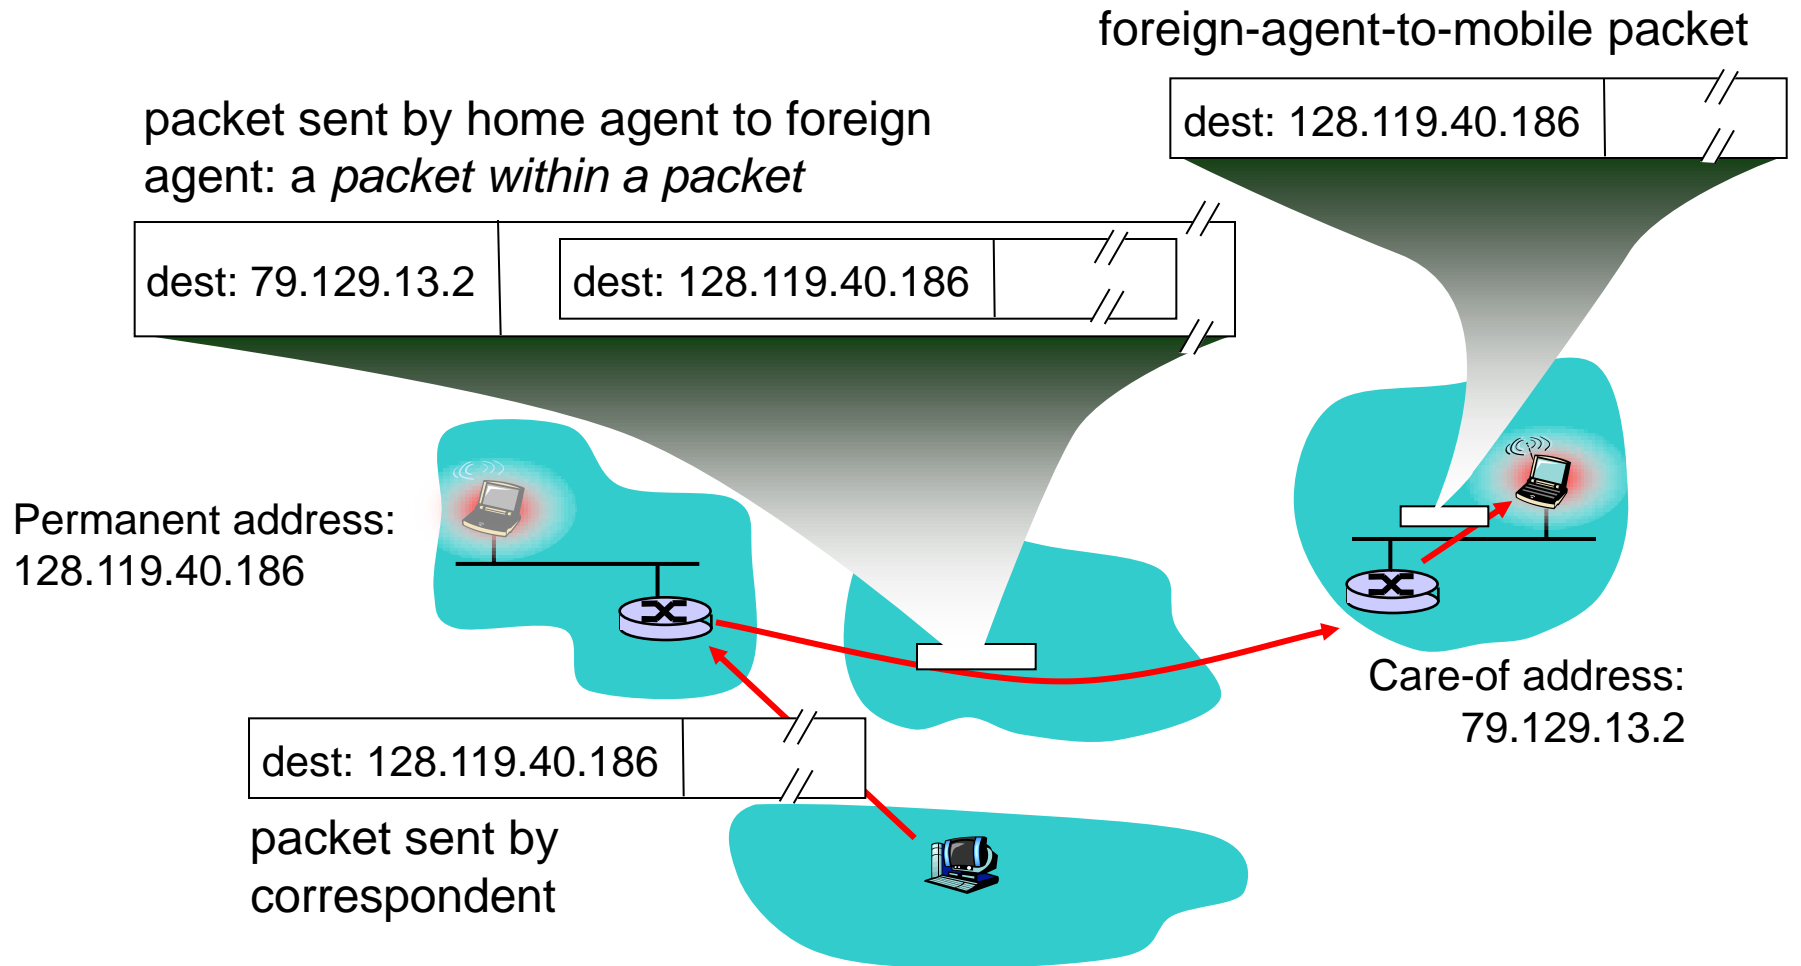 foreign-agent-to-mobile packet
dest: 128.119.40.186
packet sent by home agent to foreign
agent: a packet within a packet
dest: 79.129.13.2
dest: 128.119.40.186
Permanent address:
128.119.40.186
Care-of address:
79.129.13.2
dest: 128.119.40.186
packet sent by
correspondent